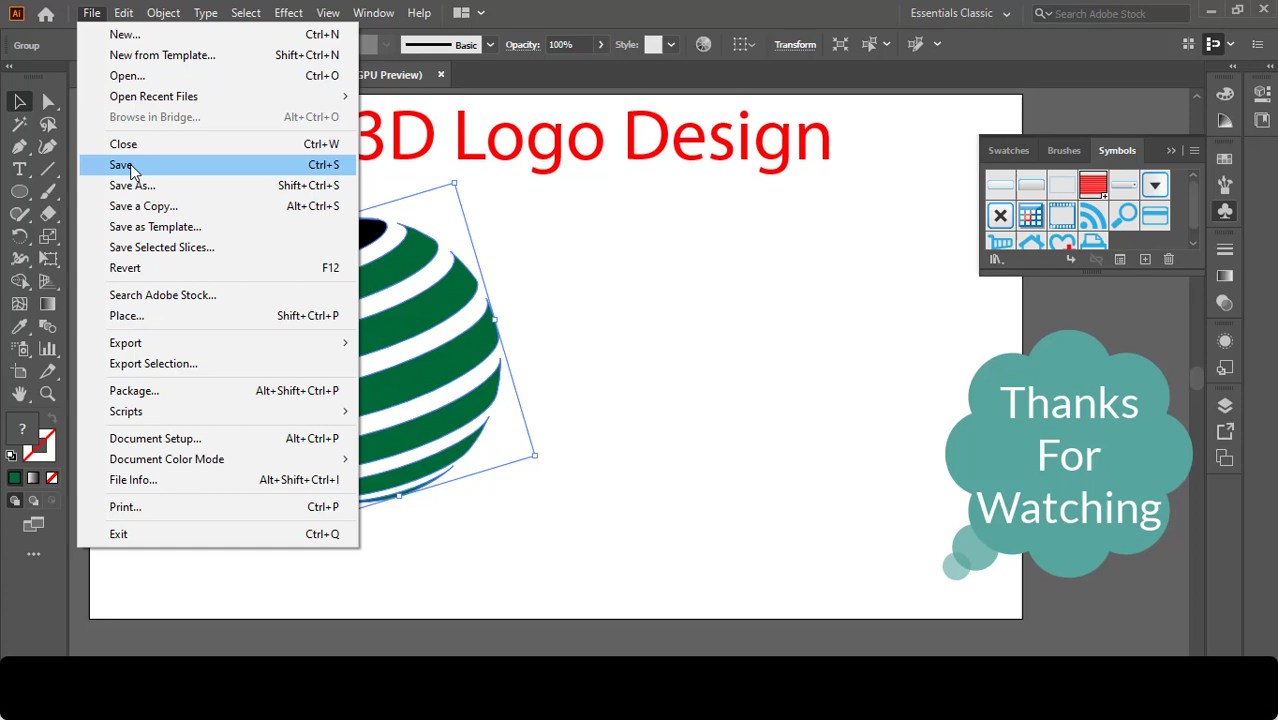 Ai
File Edit Object Type Select Effect View Window Help
Essentials Classic
Search Adobe Stock
Group
Basic
Opacity: 100%
Style:
Transform
GPU Preview)
New... Ctrl+N
New from Template... Shift+Ctrl+N
Open... Ctrl+O
Open Recent Files
Browse in Bridge... Alt+Ctrl+O
Close Ctrl+W
Save Ctrl+S
Save As... Shift+Ctrl+S
Save a Copy... Alt+Ctrl+S
Save as Template...
Save Selected Slices...
Revert F12
Search Adobe Stock...
Place... Shift+Ctrl+P
Export
Export Selection...
Package... Alt+Shift+Ctrl+P
Scripts
Document Setup... Alt+Ctrl+P
Document Color Mode
File Info... Alt+Shift+Ctrl+I
Print... Ctrl+P
Exit Ctrl+Q
3D Logo Design
Swatches Brushes Symbols
Thanks
For
Watching
?